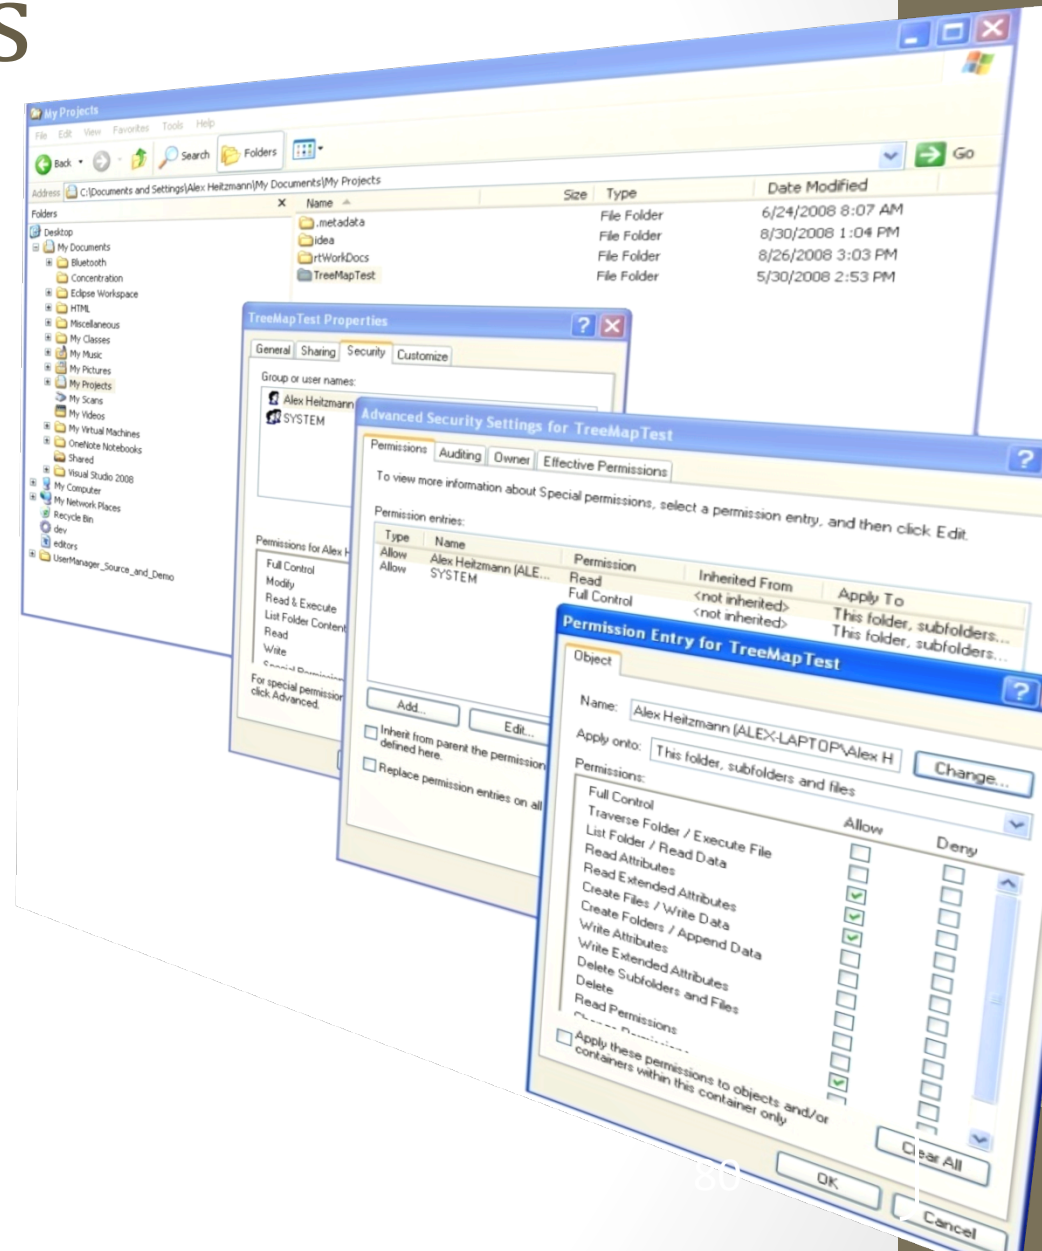 s
My Projects
File Edit View Favorites Tools Help
Back Search Folders
Address C:\Documents and Settings\Alex Heitzmann\My Documents\My Projects Go
Folders X
Desktop
My Documents
Bluetooth
Concentration
Eclipse Workspace
HTML
Miscellaneous
My Classes
My Music
My Pictures
My Projects
My Scans
My Videos
My Virtual Machines
OneNote Notebooks
Shared
Visual Studio 2008
My Computer
My Network Places
Recycle Bin
dev
editors
UserManager_Source_and_Demo
Name Size Type Date Modified
.metadata File Folder 6/24/2008 8:07 AM
idea File Folder 8/30/2008 1:04 PM
rtWorkDocs File Folder 8/26/2008 3:03 PM
TreeMapTest File Folder 5/30/2008 2:53 PM
TreeMapTest Properties
General Sharing Security Customize
Group or user names:
Alex Heitzmann
SYSTEM
Permissions for Alex H
Full Control
Modify
Read & Execute
List Folder Content
Read
Write
For special permission
click Advanced.
Advanced Security Settings for TreeMapTest
Permissions Auditing Owner Effective Permissions
To view more information about Special permissions, select a permission entry, and then click Edit.
Permission entries:
Type Name Permission Inherited From Apply To
Allow Alex Heitzmann (ALE... Read <not inherited> This folder, subfolders...
Allow SYSTEM Full Control <not inherited> This folder, subfolders...
Add... Edit...
Inherit from parent the permission
defined here.
Replace permission entries on all
Permission Entry for TreeMapTest
Object
Name: Alex Heitzmann (ALEX-LAPTOP\Alex H Change...
Apply onto: This folder, subfolders and files
Permissions: Allow Deny
Full Control
Traverse Folder / Execute File
List Folder / Read Data
Read Attributes
Read Extended Attributes
Create Files / Write Data
Create Folders / Append Data
Write Attributes
Write Extended Attributes
Delete Subfolders and Files
Delete
Read Permissions
Apply these permissions to objects and/or
containers within this container only
Clear All
OK Cancel
80